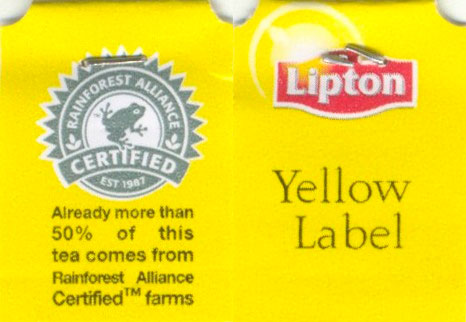 RAINFOREST ALLIANCE
CERTIFIED
EST 1987
Already more than
50% of this
tea comes from
Rainforest Alliance
Certified™ farms
Lipton
Yellow
Label